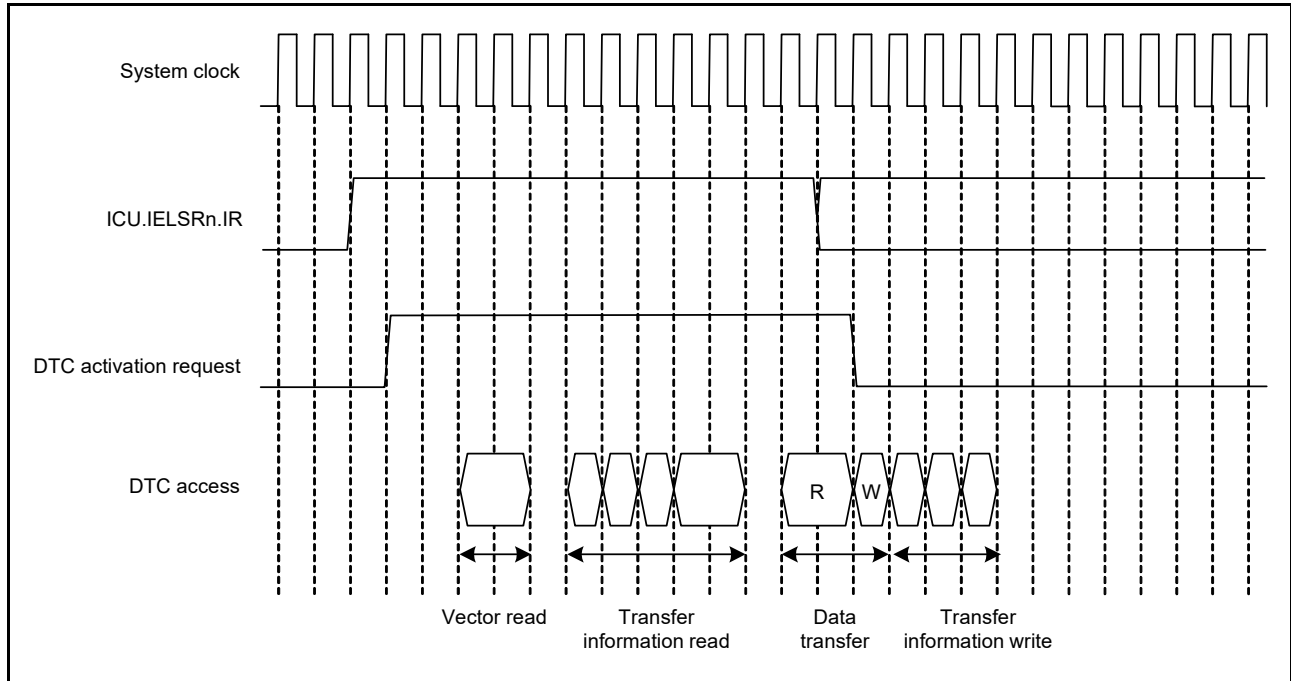 System clock
ICU.IELSRn.IR
DTC activation request
DTC access
R
W
Vector read
Transfer
information read
Data
transfer
Transfer
information write